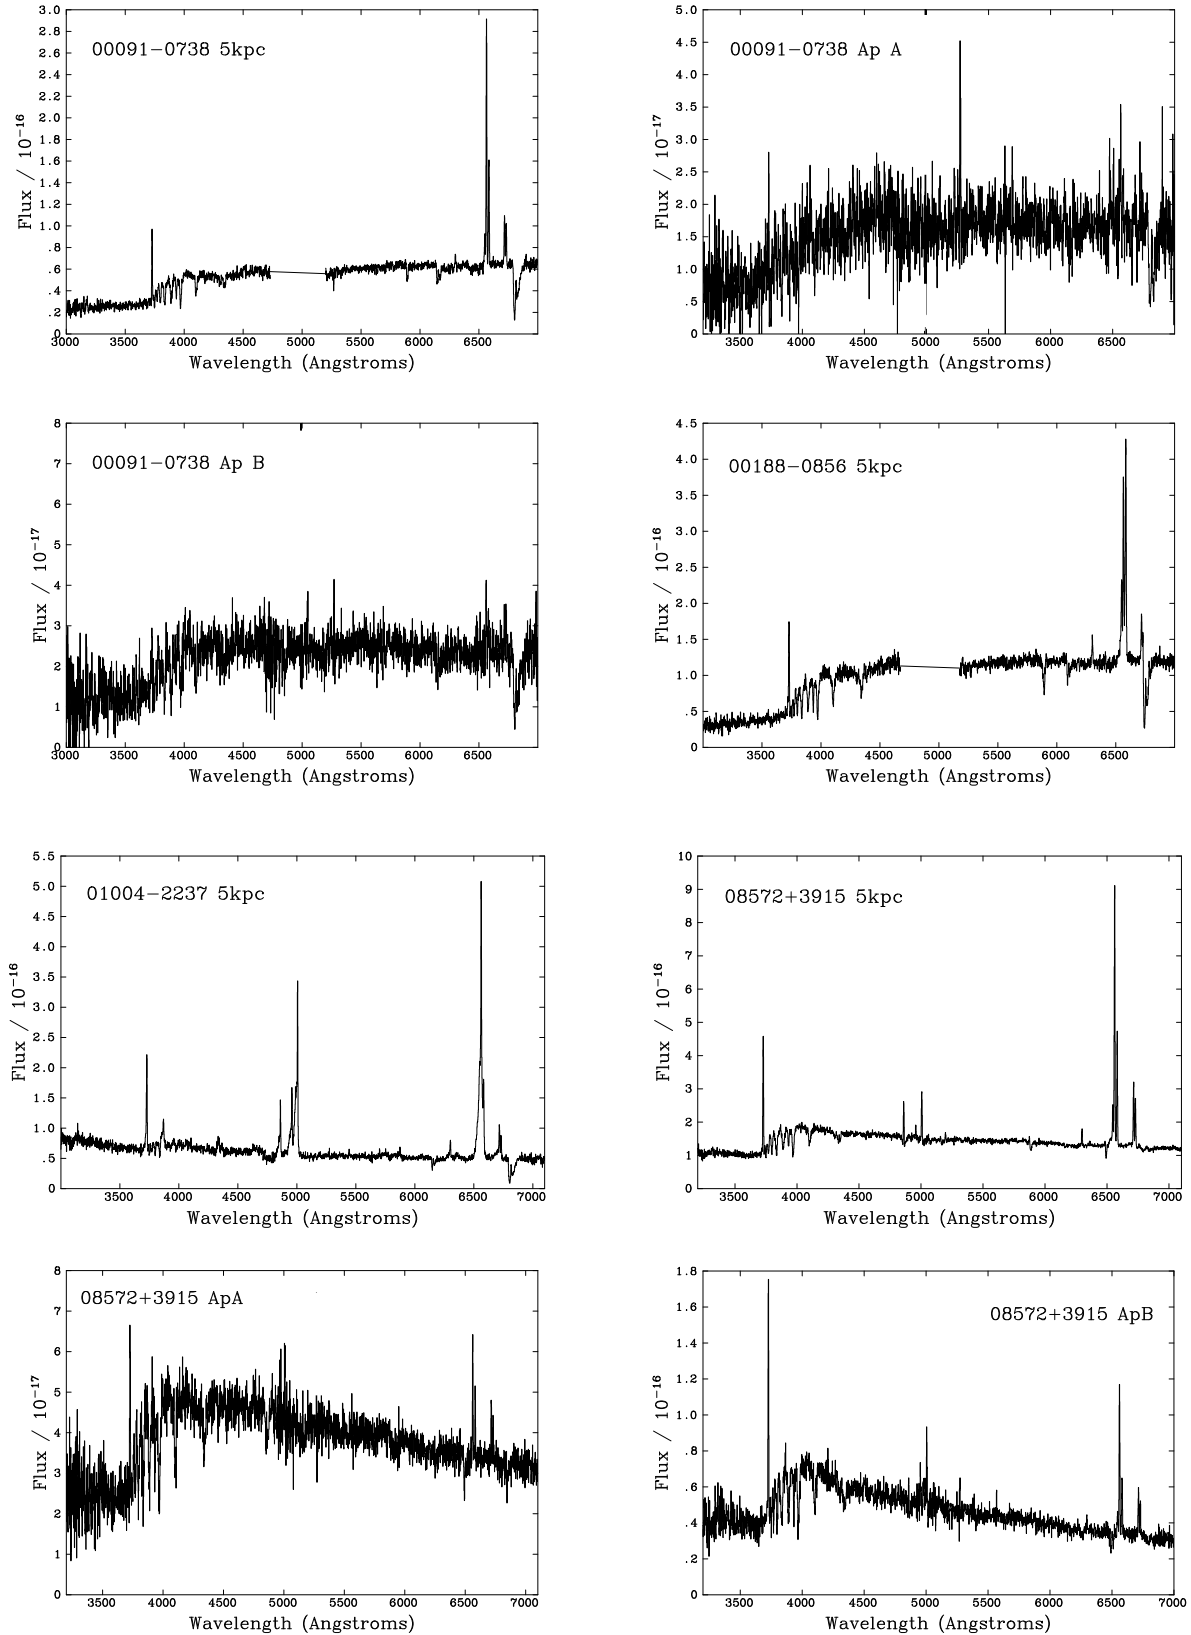 00091−0738 5kpc
Flux / 10⁻¹⁶
3.0
2.8
2.6
2.4
2.2
2.0
1.8
1.6
1.4
1.2
1.0
.8
.6
.4
.2
0
3000 3500 4000 4500 5000 5500 6000 6500
Wavelength (Angstroms)
00091−0738 Ap A
Flux / 10⁻¹⁷
5.0
4.5
4.0
3.5
3.0
2.5
2.0
1.5
1.0
.5
0
3500 4000 4500 5000 5500 6000 6500
Wavelength (Angstroms)
00091−0738 Ap B
Flux / 10⁻¹⁷
8
7
6
5
4
3
2
1
0
3000 3500 4000 4500 5000 5500 6000 6500
Wavelength (Angstroms)
00188−0856 5kpc
Flux / 10⁻¹⁶
4.5
4.0
3.5
3.0
2.5
2.0
1.5
1.0
.5
0
3500 4000 4500 5000 5500 6000 6500
Wavelength (Angstroms)
01004−2237 5kpc
Flux / 10⁻¹⁶
5.5
5.0
4.5
4.0
3.5
3.0
2.5
2.0
1.5
1.0
.5
0
3500 4000 4500 5000 5500 6000 6500 7000
Wavelength (Angstroms)
08572+3915 5kpc
Flux / 10⁻¹⁶
10
9
8
7
6
5
4
3
2
1
0
3500 4000 4500 5000 5500 6000 6500 7000
Wavelength (Angstroms)
08572+3915 ApA
Flux / 10⁻¹⁷
8
7
6
5
4
3
2
1
0
3500 4000 4500 5000 5500 6000 6500 7000
Wavelength (Angstroms)
08572+3915 ApB
Flux / 10⁻¹⁶
1.8
1.6
1.4
1.2
1.0
.8
.6
.4
.2
0
3500 4000 4500 5000 5500 6000 6500 7000
Wavelength (Angstroms)